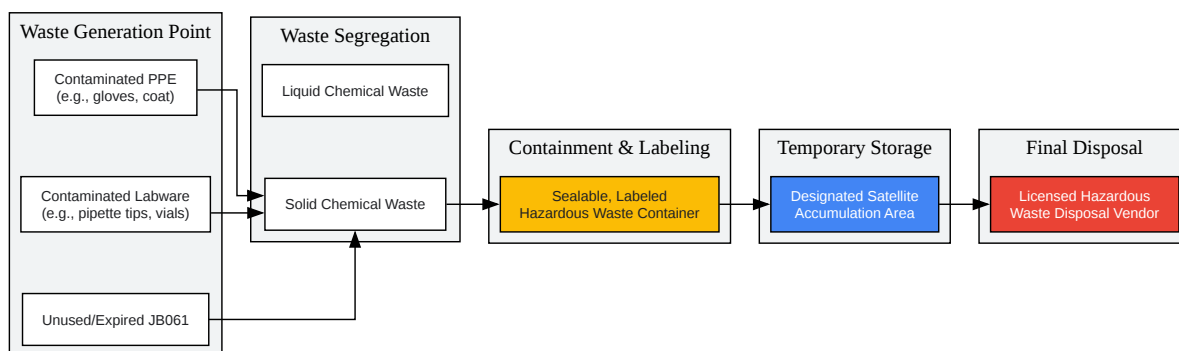 Waste Generation Point
Contaminated PPE
(e.g., gloves, coat)
Contaminated Labware
(e.g., pipette tips, vials)
Unused/Expired JB061
Waste Segregation
Liquid Chemical Waste
Solid Chemical Waste
Containment & Labeling
Sealable, Labeled
Hazardous Waste Container
Temporary Storage
Designated Satellite
Accumulation Area
Final Disposal
Licensed Hazardous
Waste Disposal Vendor